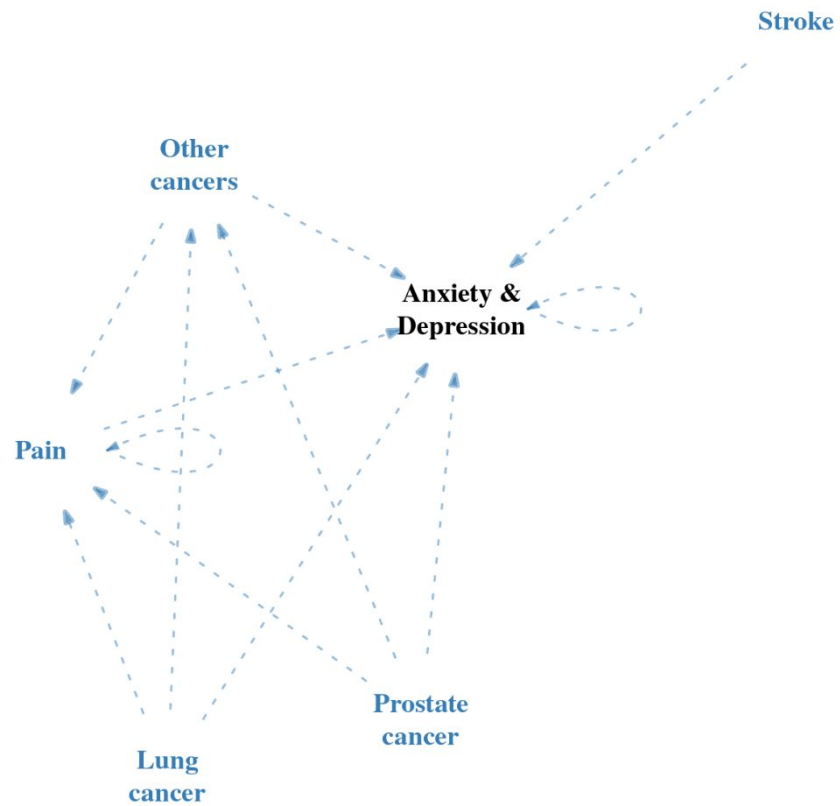 Stroke
Other
cancers
Anxiety &
Depression
Pain
Prostate
cancer
Lung
cancer